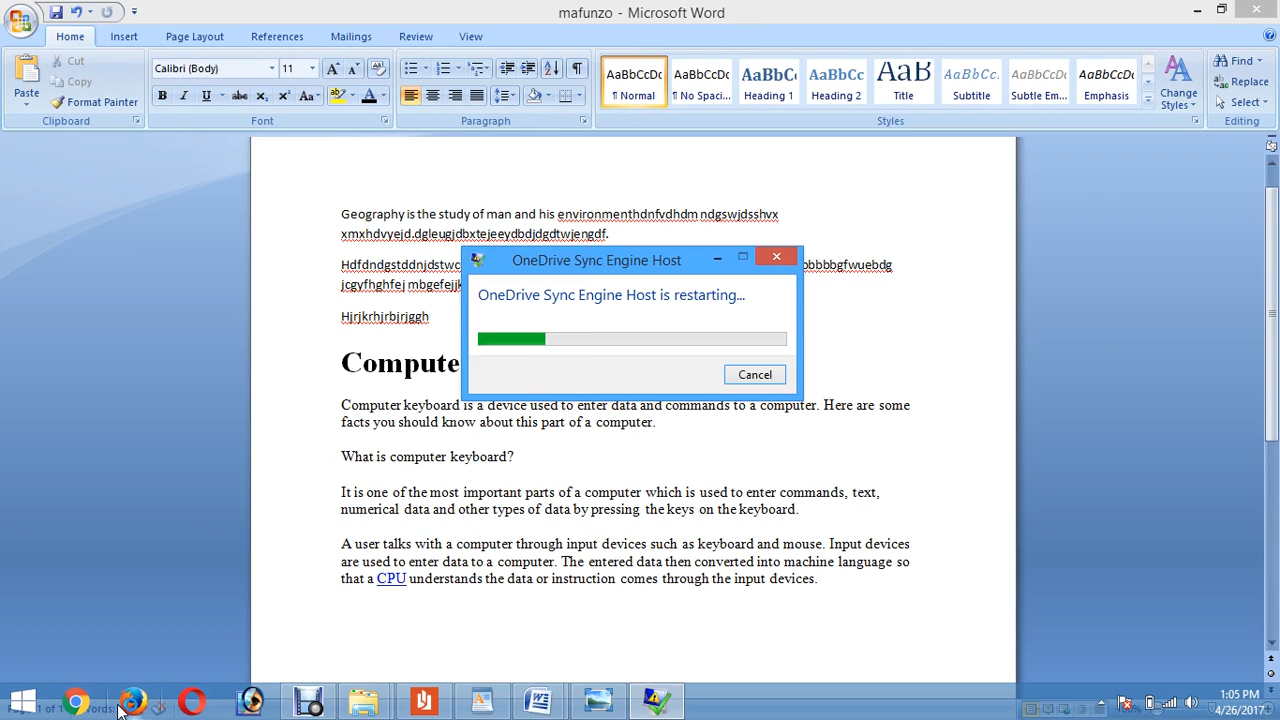 mafunzo - Microsoft Word
Home Insert Page Layout References Mailings Review View
Paste
Cut
Copy
Format Painter
Clipboard
Calibri (Body) 11
Font
Paragraph
AaBbCcDc AaBbCcDc AaBbCc AaBbCc AaB AaBbCc. AaBbCcDc AaBbCcDc
¶ Normal ¶ No Spaci... Heading 1 Heading 2 Title Subtitle Subtle Em... Emphasis
Change Styles
Styles
Find
Replace
Select
Editing
Geography is the study of man and his environmenthdnfvdhdm ndgswjdsshvx
xmxhdvyejd.dgleugjdbxtejeeydbdjdgdtwjengdf.
jcgyfhghfej
Hjrjkrhjrbjrjggh
OneDrive Sync Engine Host
OneDrive Sync Engine Host is restarting...
Cancel
Compute
Computer keyboard is a device used to enter data and commands to a computer. Here are some
facts you should know about this part of a computer.
What is computer keyboard?
It is one of the most important parts of a computer which is used to enter commands, text,
numerical data and other types of data by pressing the keys on the keyboard.
A user talks with a computer through input devices such as keyboard and mouse. Input devices
are used to enter data to a computer. The entered data then converted into machine language so
that a CPU understands the data or instruction comes through the input devices.
1:05 PM
4/26/2017